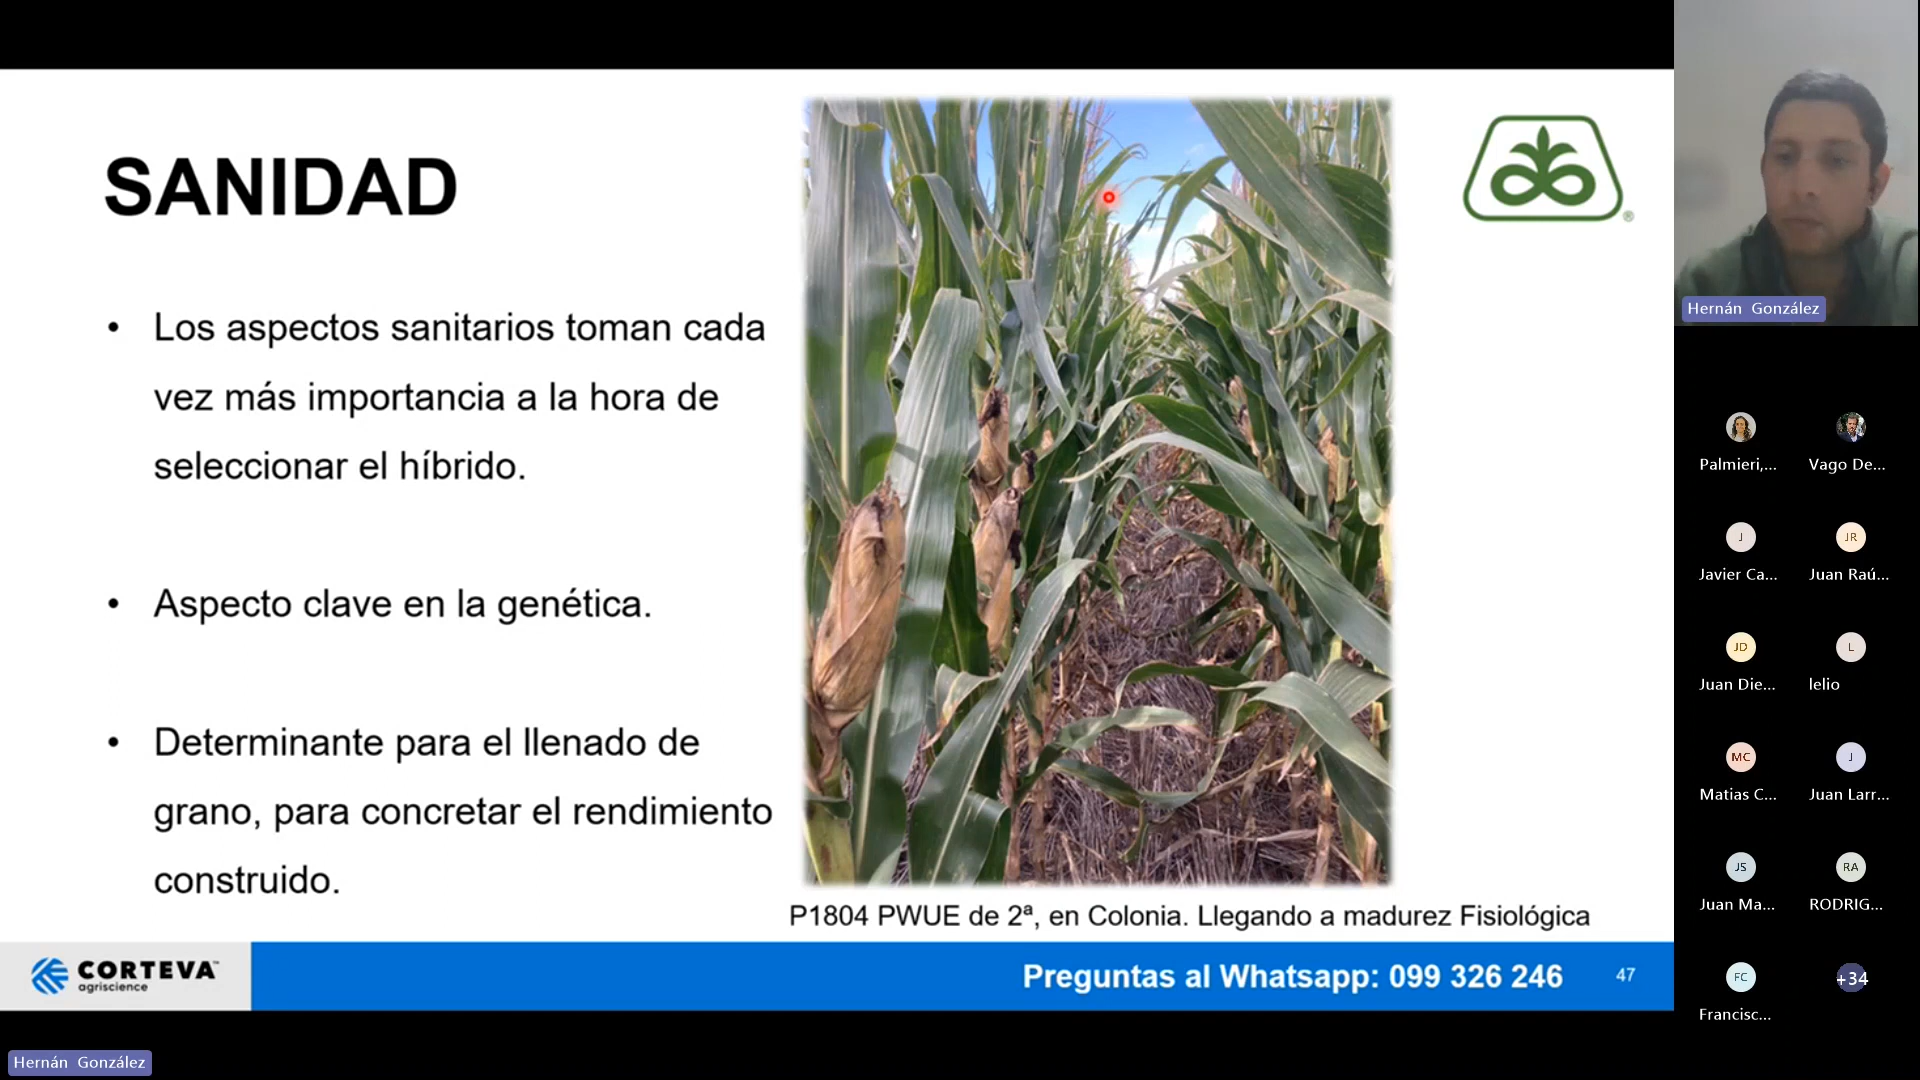 SANIDAD
• Los aspectos sanitarios toman cada
vez más importancia a la hora de
seleccionar el híbrido.
• Aspecto clave en la genética.
• Determinante para el llenado de
grano, para concretar el rendimiento
construido.
®
P1804 PWUE de 2ª, en Colonia. Llegando a madurez Fisiológica
CORTEVA™
agriscience
Preguntas al Whatsapp: 099 326 246
47
Hernán González
Hernán González
Palmieri,...
Vago De...
J
JR
Javier Ca...
Juan Raú...
JD
L
Juan Die...
lelio
MC
J
Matias C...
Juan Larr...
JS
RA
Juan Ma...
RODRIG...
FC
+34
Francisc...